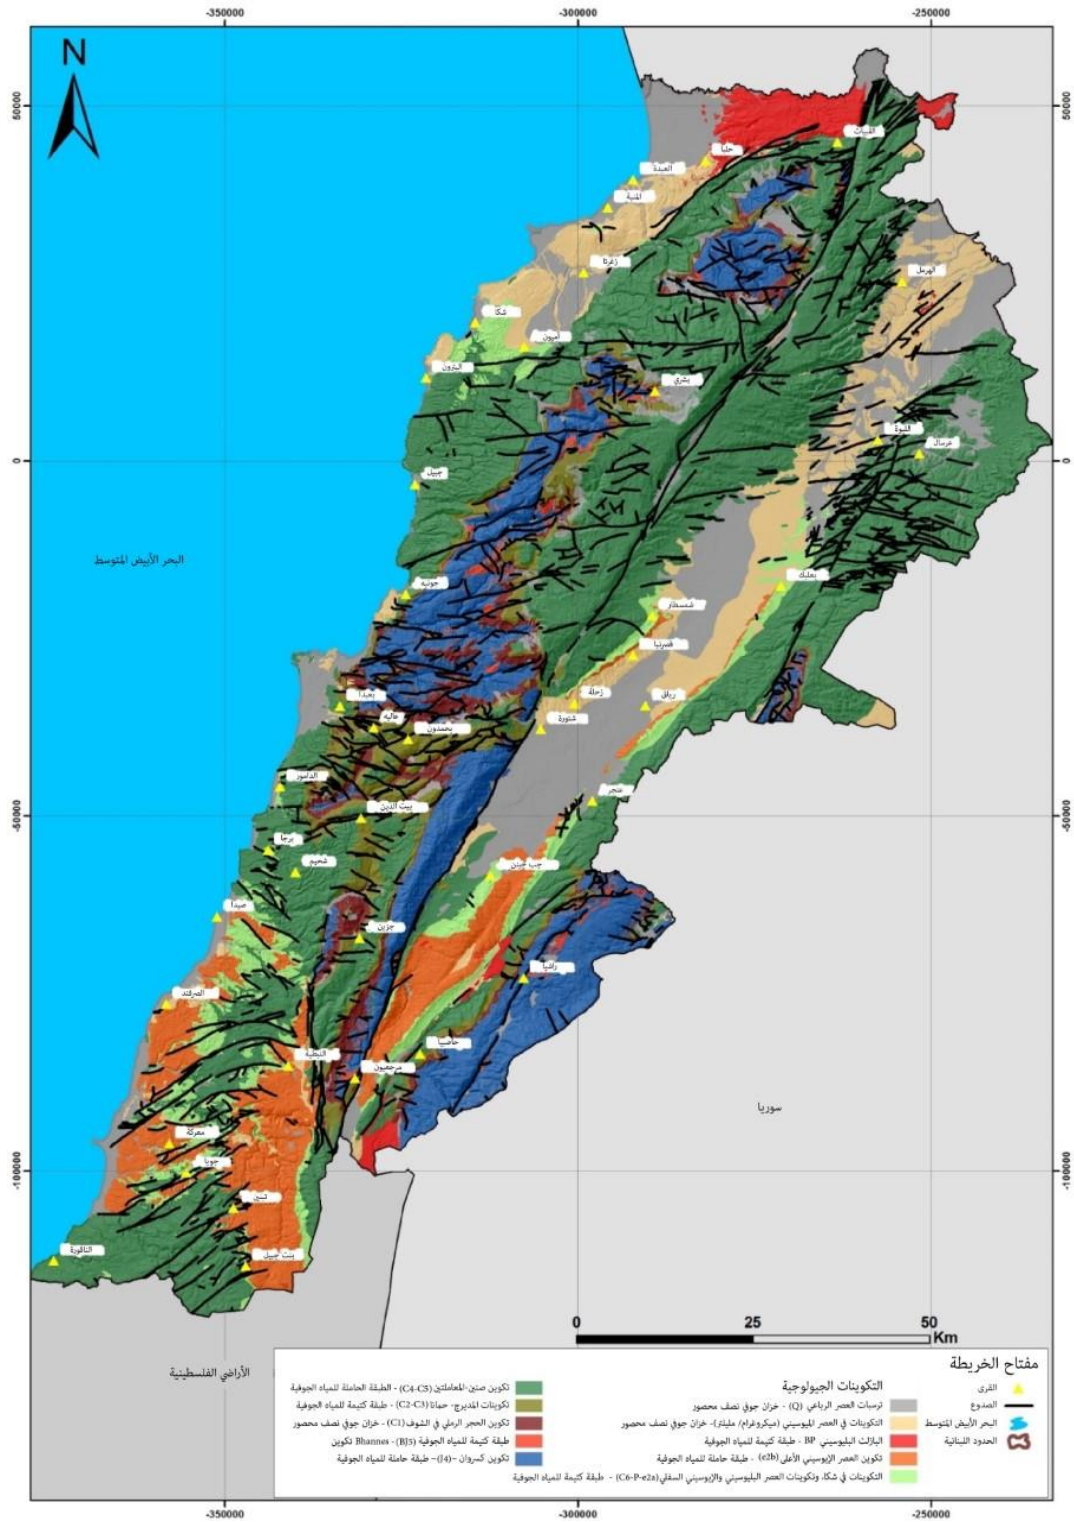 -350000
-300000
-250000
N
50000
50000
القبيات
حلبا
العبدة
المنية
زغرتا
الهرمل
شكا
أميون
البترون
بشري
اللبوة
عرسال
0
0
جبيل
البحر الأبيض المتوسط
جونيه
بعلبك
شمسطار
قصرنبا
زحلة
رياق
بعبدا
شتورة
عاليه
بحمدون
الدامور
عنجر
-50000
-50000
بيت الدين
برجا
شحيم
جب جنين
صيدا
جزين
راشيا
الصرفند
حاصبيا
النبطية
مرجعيون
سوريا
معركة
جويا
-100000
-100000
تبنين
الناقورة
بنت جبيل
0
25
50
Km
الأراضي الفلسطينية
مفتاح الخريطة
القرى
الصدوع
البحر الأبيض المتوسط
الحدود اللبنانية
التكوينات الجيولوجية
ترسبات العصر الرباعي (Q) - خزان جوفي نصف محصور
التكوينات في العصر الميوسيني (ميكروغرام/ ملليلتر)- خزان جوفي نصف محصور
البازلت البليوسيني BP - طبقة كتيمة للمياه الجوفية
تكوين العصر الإيوسيني الأعلى (e2b) - طبقة حاملة للمياه الجوفية
التكوينات في شكا، وتكوينات العصر البليوسيني والإيوسيني السفلي (C6-P-e2a) - طبقة كتيمة للمياه الجوفية
تكوين صنين-المعاملتين (C4-C5) - الطبقة الحاملة للمياه الجوفية
تكوينات المديرج- حمانا (C2-C3) - طبقة كتيمة للمياه الجوفية
تكوين الحجر الرملي في الشوف (C1) - خزان جوفي نصف محصور
طبقة كتيمة للمياه الجوفية (BJ5) - Bhannes تكوين
تكوين كسروان -(J4)- طبقة حاملة للمياه الجوفية
-350000
-300000
-250000